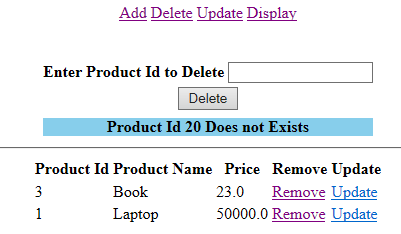 Add Delete Update Display
Enter Product Id to Delete
Delete
Product Id 20 Does not Exists
Product Id Product Name Price Remove Update
3 Book 23.0 Remove Update
1 Laptop 50000.0 Remove Update